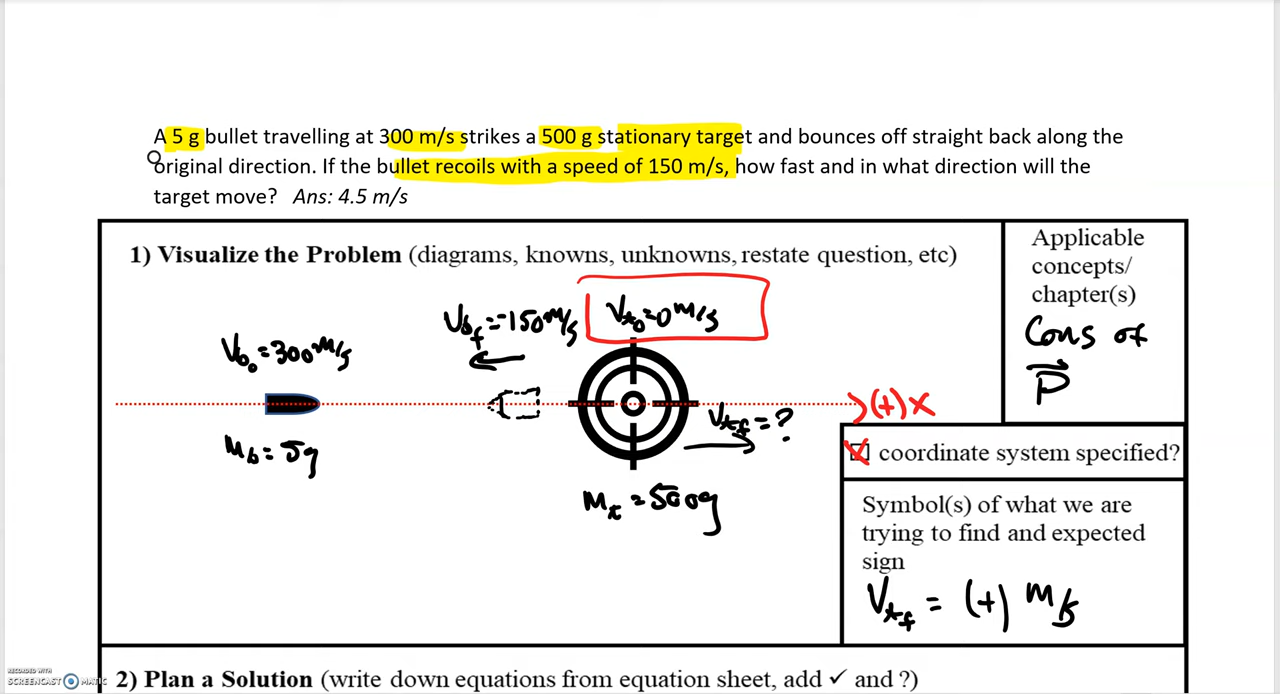 A 5 g bullet travelling at 300 m/s strikes a 500 g stationary target and bounces off straight back along the
original direction. If the bullet recoils with a speed of 150 m/s, how fast and in what direction will the
target move? Ans: 4.5 m/s
1) Visualize the Problem (diagrams, knowns, unknowns, restate question, etc)
Applicable
concepts/
chapter(s)
Cons of
P
Vbf = -150 m/s
Vto = 0 m/s
Vbo = 300 m/s
(+) x
Vtf = ?
Mb = 5g
Mt = 500g
coordinate system specified?
Symbol(s) of what we are
trying to find and expected
sign
Vtf = (+) m/s
RECORDED WITH
SCREENCAST MATIC
2) Plan a Solution (write down equations from equation sheet, add ✓ and ?)